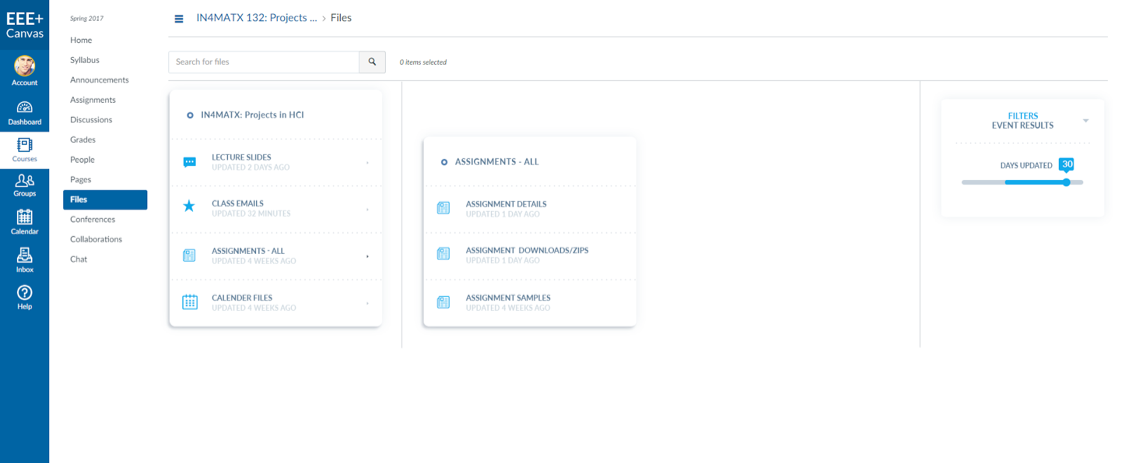 EEE+
Canvas
Account
Dashboard
Courses
Groups
Calendar
Inbox
Help
Spring 2017
Home
Syllabus
Announcements
Assignments
Discussions
Grades
People
Pages
Files
Conferences
Collaborations
Chat
IN4MATX 132: Projects ... › Files
Search for files
0 items selected
IN4MATX: Projects in HCI
LECTURE SLIDES
UPDATED 2 DAYS AGO
CLASS EMAILS
UPDATED 32 MINUTES
ASSIGNMENTS - ALL
UPDATED 4 WEEKS AGO
CALENDER FILES
UPDATED 4 WEEKS AGO
ASSIGNMENTS - ALL
ASSIGNMENT DETAILS
UPDATED 1 DAY AGO
ASSIGNMENT DOWNLOADS/ZIPS
UPDATED 1 DAY AGO
ASSIGNMENT SAMPLES
UPDATED 4 WEEKS AGO
FILTERS
EVENT RESULTS
DAYS UPDATED 30